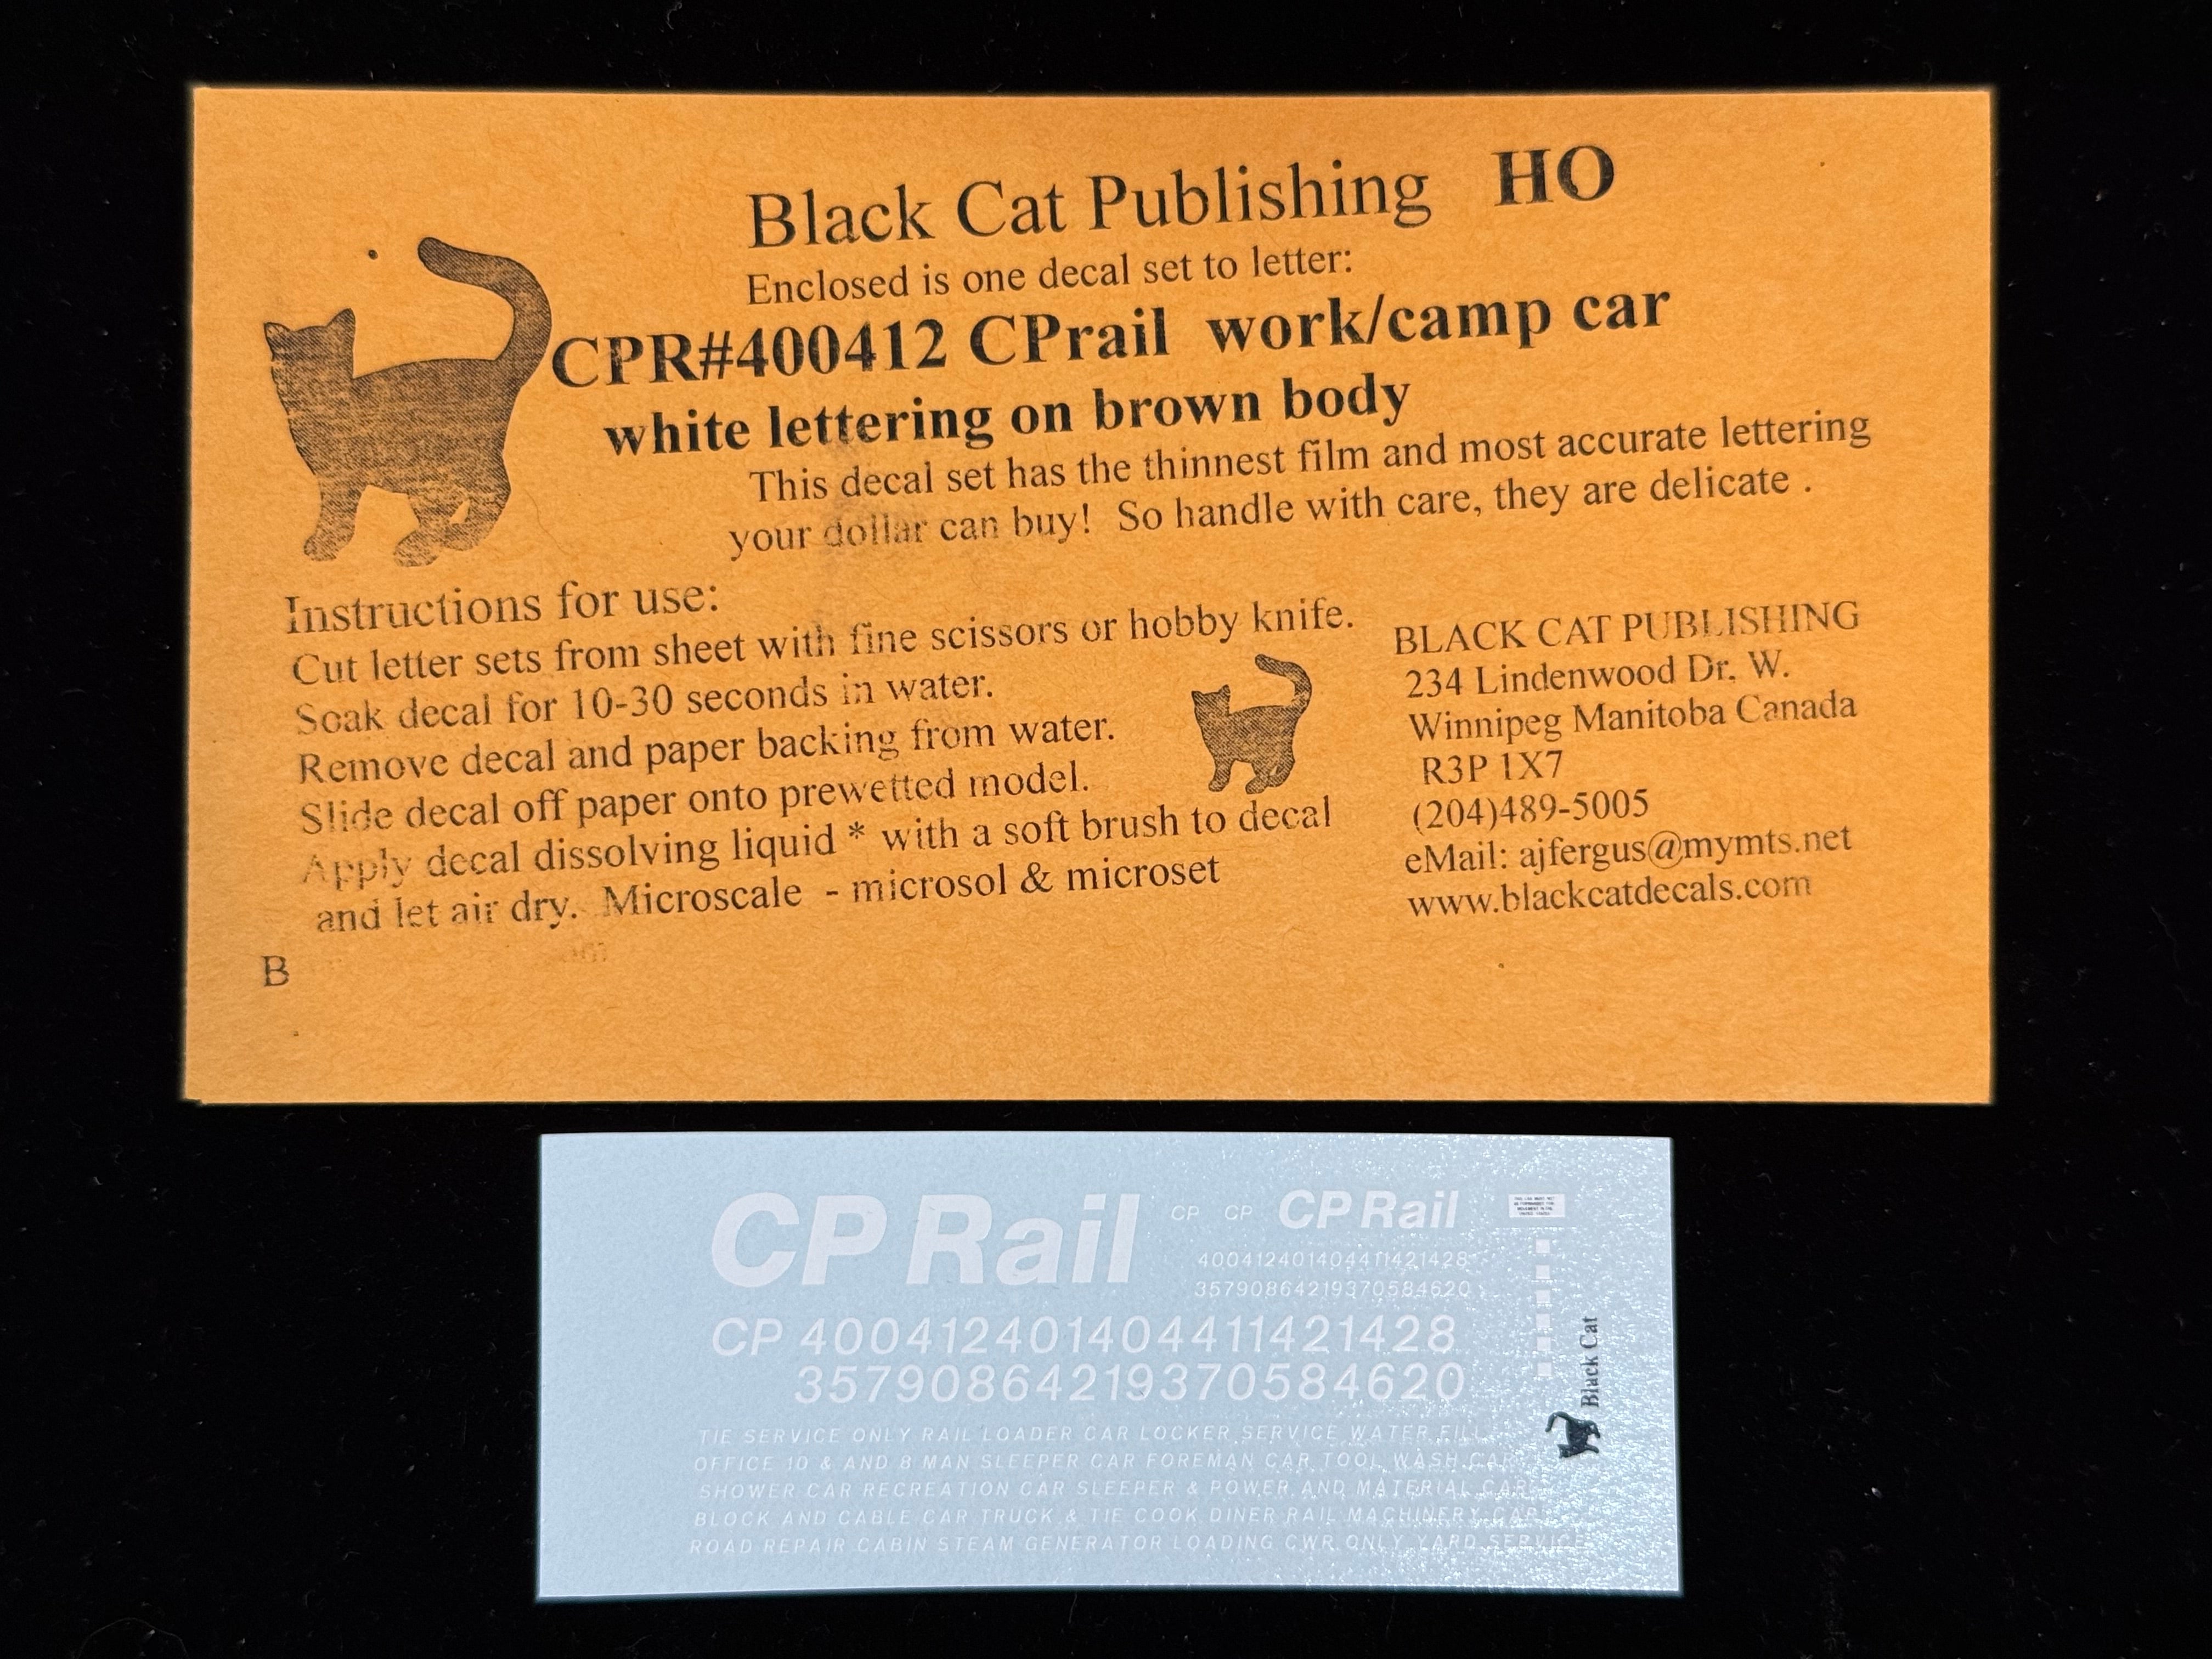 Black Cat Publishing HO
Enclosed is one decal set to letter:
CPR#400412 CPrail work/camp car
white lettering on brown body
This decal set has the thinnest film and most accurate lettering
your dollar can buy! So handle with care, they are delicate .
Instructions for use:
Cut letter sets from sheet with fine scissors or hobby knife.
Soak decal for 10-30 seconds in water.
Remove decal and paper backing from water.
Slide decal off paper onto prewetted model.
Apply decal dissolving liquid * with a soft brush to decal
and let air dry. Microscale - microsol & microset
B
BLACK CAT PUBLISHING
234 Lindenwood Dr. W.
Winnipeg Manitoba Canada
R3P 1X7
(204)489-5005
eMail: ajfergus@mymts.net
www.blackcatdecals.com
CP Rail CP CP CP Rail
400412401404411421428
35790864219370584620
CP 400412401404411421428
35790864219370584620
TIE SERVICE ONLY RAIL LOADER CAR LOCKER SERVICE WATER FILL
OFFICE 10 & AND 8 MAN SLEEPER CAR FOREMAN CAR TOOL WASH CAR
SHOWER CAR RECREATION CAR SLEEPER & POWER AND MATERIAL CAR
BLOCK AND CABLE CAR TRUCK & TIE COOK DINER RAIL MACHINERY CAR
ROAD REPAIR CABIN STEAM GENERATOR LOADING CWR ONLY YARD SERVICE
Black Cat